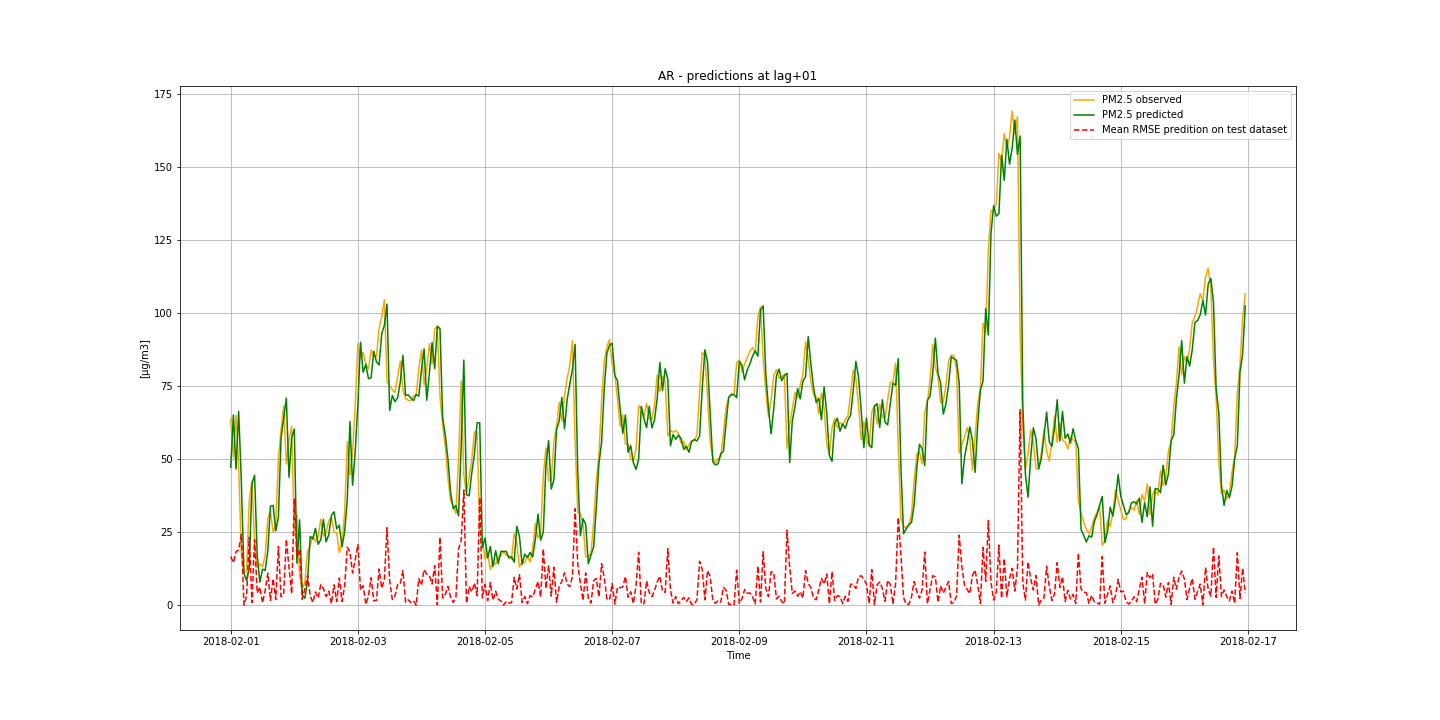 AR - predictions at lag+01
175
150
125
100
75
50
25
0
[µg/m3]
PM2.5 observed
PM2.5 predicted
Mean RMSE predition on test dataset
2018-02-01 2018-02-03 2018-02-05 2018-02-07 2018-02-09 2018-02-11 2018-02-13 2018-02-15 2018-02-17
Time